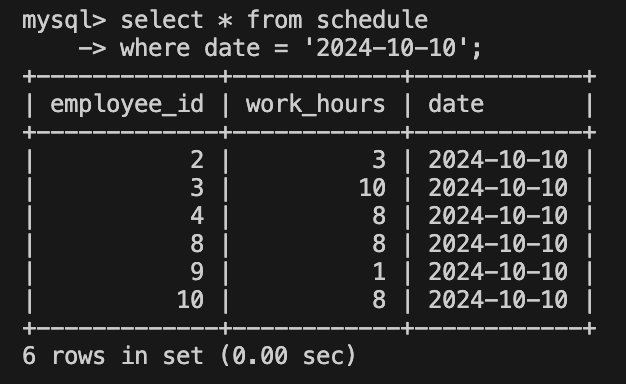 mysql> select * from schedule
    -> where date = '2024-10-10';
+-------------+------------+------------+
| employee_id | work_hours | date       |
+-------------+------------+------------+
|           2 |          3 | 2024-10-10 |
|           3 |         10 | 2024-10-10 |
|           4 |          8 | 2024-10-10 |
|           8 |          8 | 2024-10-10 |
|           9 |          1 | 2024-10-10 |
|          10 |          8 | 2024-10-10 |
+-------------+------------+------------+
6 rows in set (0.00 sec)